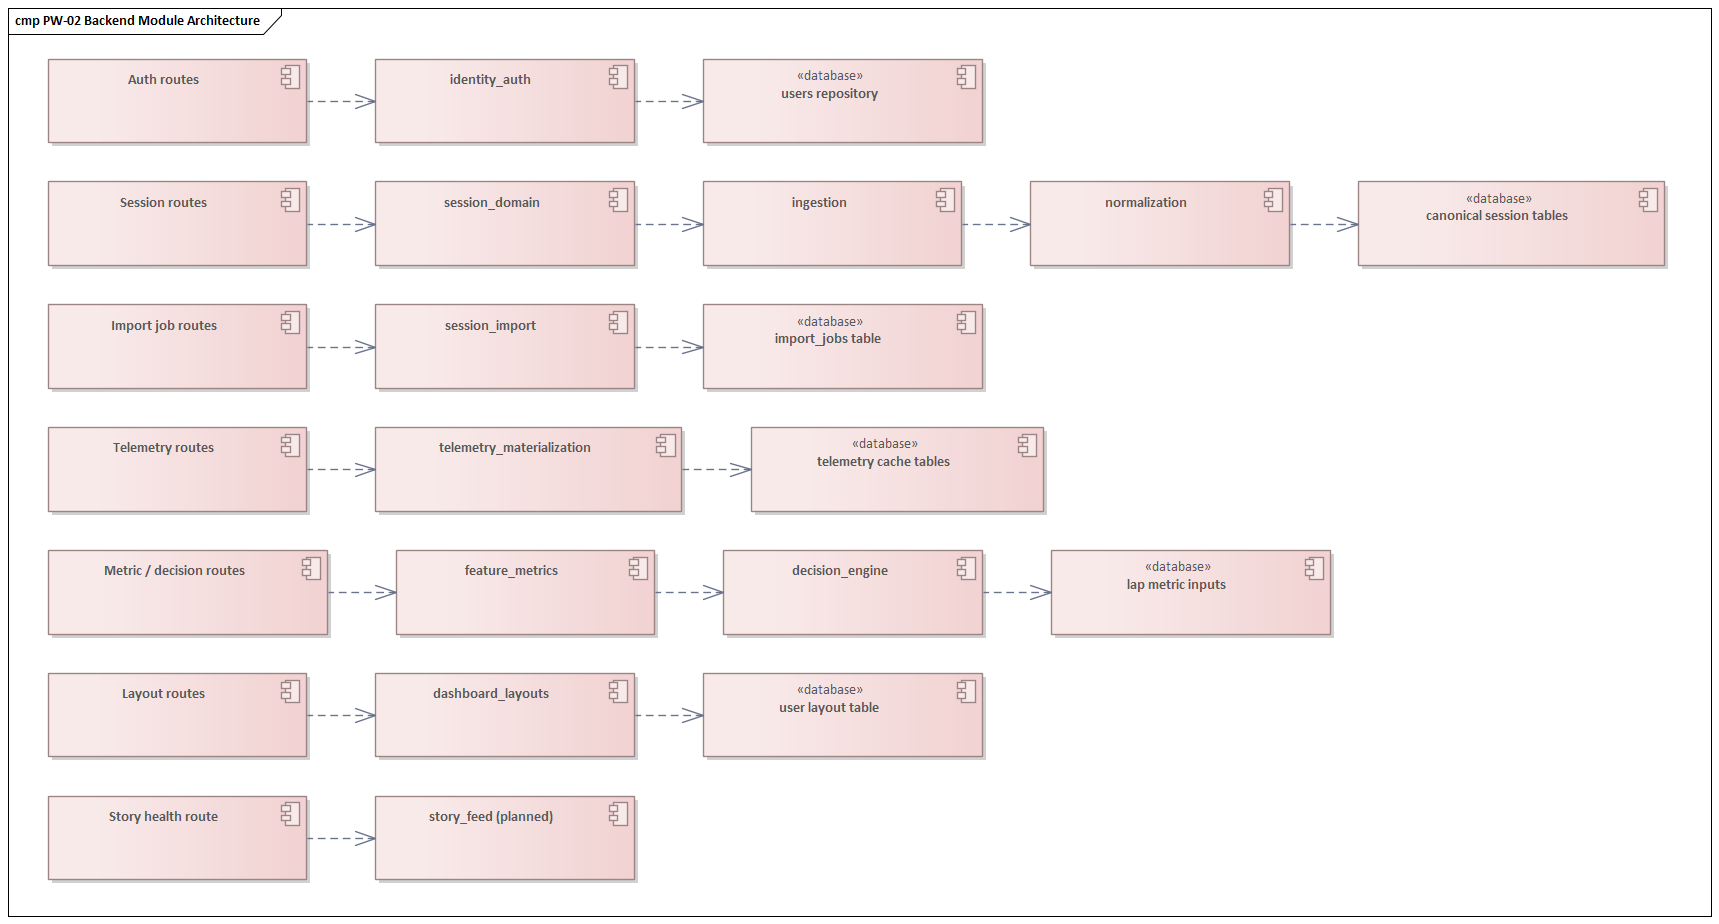 cmp PW-02 Backend Module Architecture
Auth routes
identity_auth
«database»
users repository
Session routes
session_domain
ingestion
normalization
«database»
canonical session tables
Import job routes
session_import
«database»
import_jobs table
Telemetry routes
telemetry_materialization
«database»
telemetry cache tables
Metric / decision routes
feature_metrics
decision_engine
«database»
lap metric inputs
Layout routes
dashboard_layouts
«database»
user layout table
Story health route
story_feed (planned)